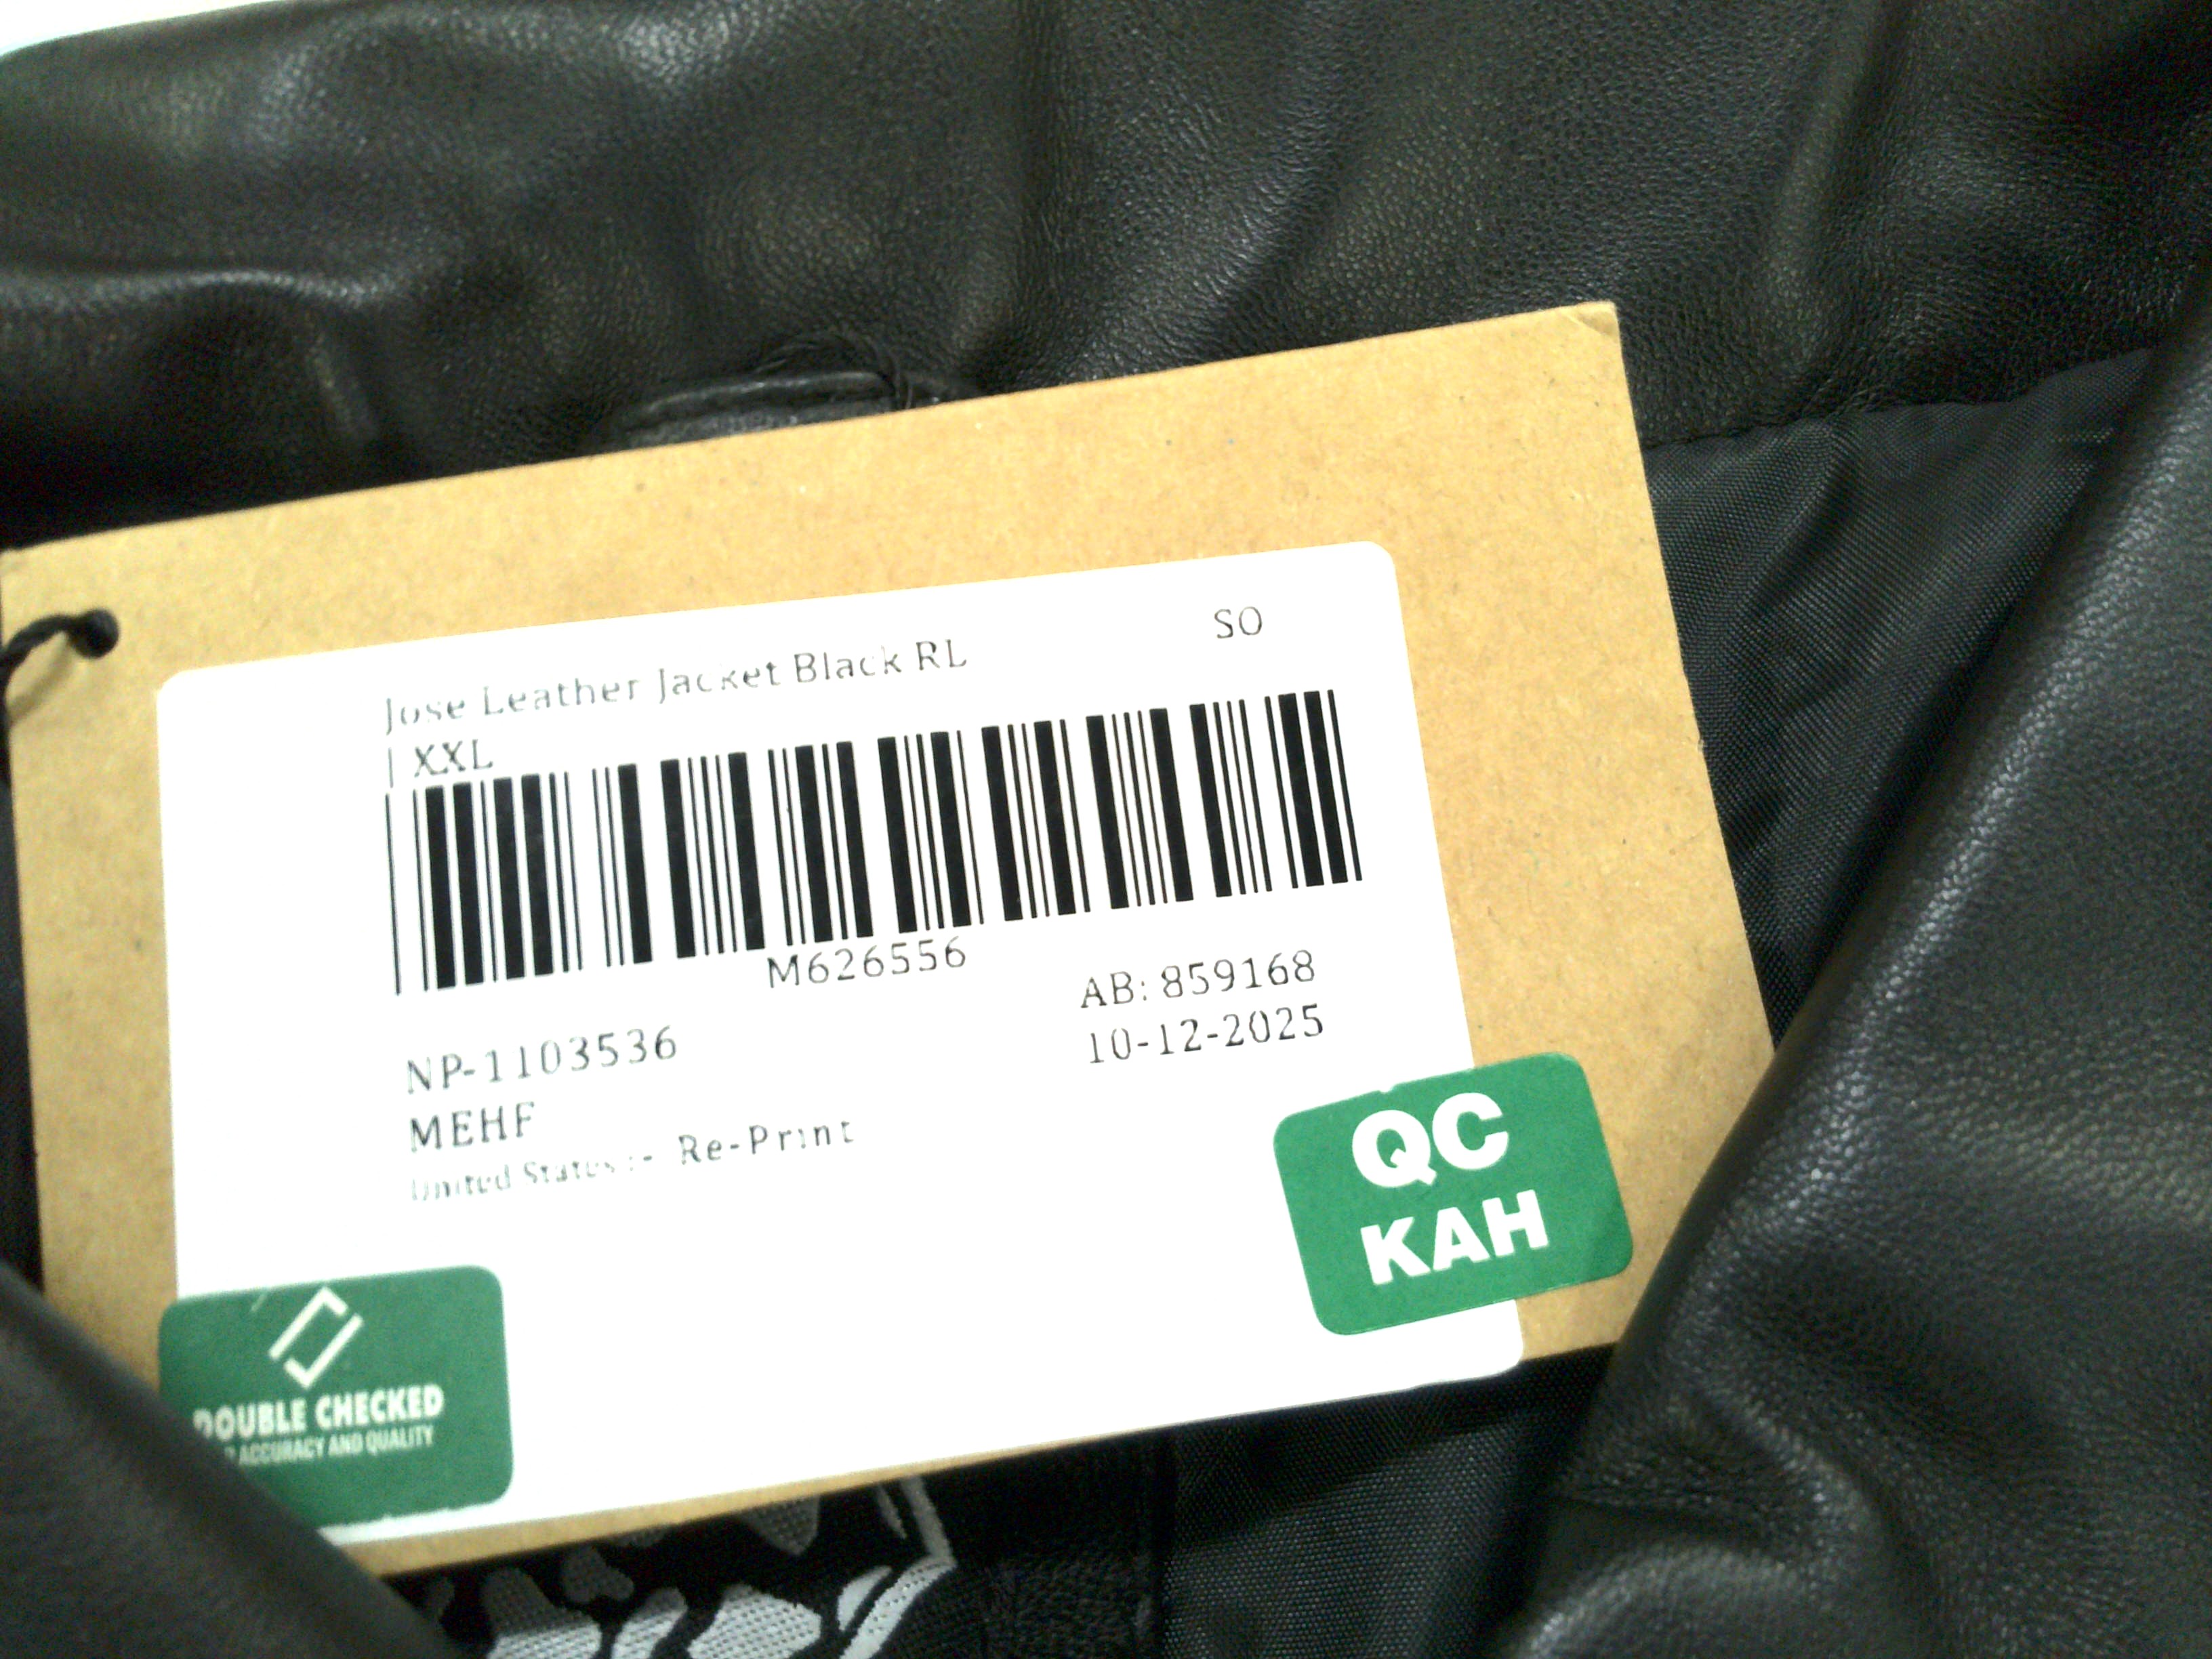 Jose Leather Jacket Black RL
| XXL
SO
M626556
NP-1103536
AB: 859168
MEHF
10-12-2025
United States :- Re-Print
QC
KAH
DOUBLE CHECKED
ACCURACY AND QUALITY